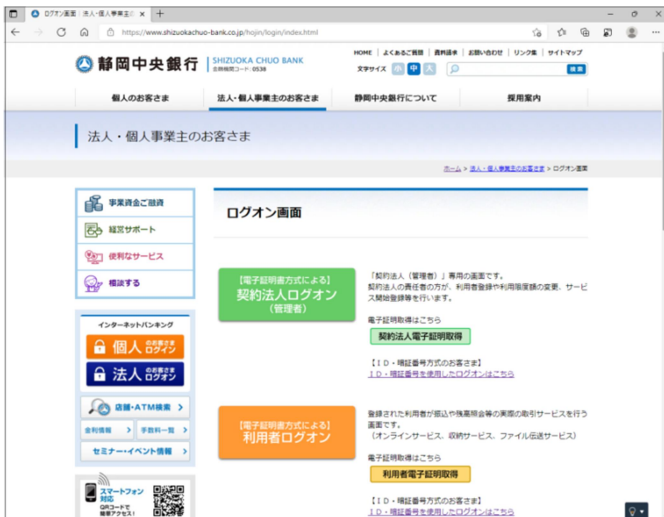 ログオン画面：法人・個人事業主
https://www.shizuokachuo-bank.co.jp/hojin/login/index.html
HOME | よくあるご質問 | 資料請求 | お問い合わせ | リンク集 | サイトマップ
静岡中央銀行 SHIZUOKA CHUO BANK
金融機関コード:0538
文字サイズ 小 中 大 検索
個人のお客さま 法人・個人事業主のお客さま 静岡中央銀行について 採用案内
法人・個人事業主のお客さま
ホーム > 法人・個人事業主のお客さま > ログオン画面
事業資金ご融資
経営サポート
便利なサービス
相談する
インターネットバンキング
個人 のお客さま ログイン
法人 のお客さま ログオン
店舗・ATM検索
金利情報 手数料一覧
セミナー・イベント情報
スマートフォン対応
QRコードで
簡単アクセス！
ログオン画面
【電子証明書方式による】
契約法人ログオン
（管理者）
「契約法人（管理者）」専用の画面です。
契約法人の責任者の方が、利用者登録や利用限度額の変更、サービ
ス開始登録等を行います。
電子証明取得はこちら
契約法人電子証明取得
【ＩＤ・暗証番号方式のお客さま】
ＩＤ・暗証番号を使用したログオンはこちら
【電子証明書方式による】
利用者ログオン
登録された利用者が振込や残高照会等の実際の取引サービスを行う
画面です。
（オンラインサービス、収納サービス、ファイル伝送サービス）
電子証明取得はこちら
利用者電子証明取得
【ＩＤ・暗証番号方式のお客さま】
ＩＤ・暗証番号を使用したログオンはこちら